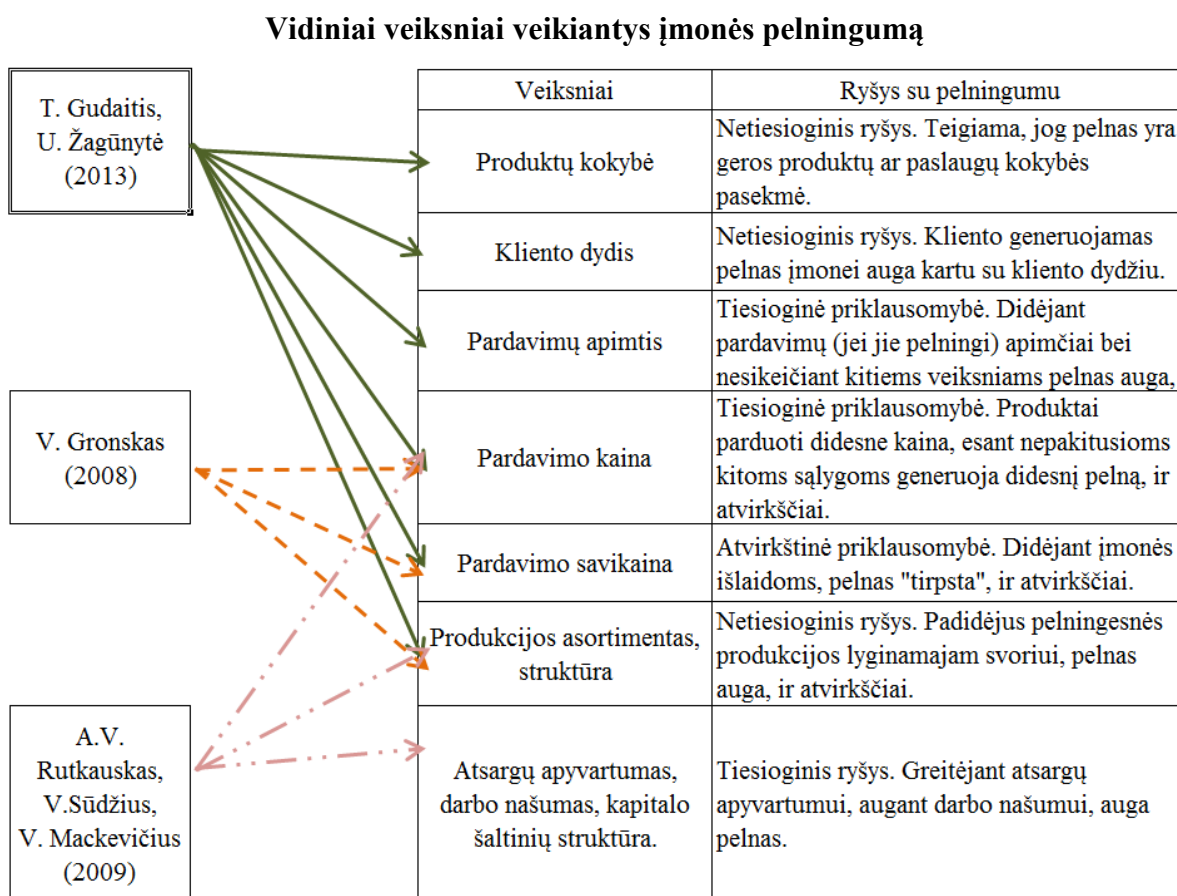 Vidiniai veiksniai veikiantys įmonės pelningumą
T. Gudaitis,
U. Žagūnytė
(2013)
V. Gronskas
(2008)
A.V.
Rutkauskas,
V.Sūdžius,
V. Mackevičius
(2009)
Veiksniai
Ryšys su pelningumu
Produktų kokybė
Netiesioginis ryšys. Teigiama, jog pelnas yra
geros produktų ar paslaugų kokybės
pasekmė.
Kliento dydis
Netiesioginis ryšys. Kliento generuojamas
pelnas įmonei auga kartu su kliento dydžiu.
Pardavimų apimtis
Tiesioginė priklausomybė. Didėjant
pardavimų (jei jie pelningi) apimčiai bei
nesikeičiant kitiems veiksniams pelnas auga,
Pardavimo kaina
Tiesioginė priklausomybė. Produktai
parduoti didesne kaina, esant nepakitusioms
kitoms sąlygoms generuoja didesnį pelną, ir
atvirkščiai.
Pardavimo savikaina
Atvirkštinė priklausomybė. Didėjant įmonės
išlaidoms, pelnas "tirpsta", ir atvirkščiai.
Produkcijos asortimentas,
struktūra
Netiesioginis ryšys. Padidėjus pelningesnės
produkcijos lyginamajam svoriui, pelnas
auga, ir atvirkščiai.
Atsargų apyvartumas,
darbo našumas, kapitalo
šaltinių struktūra.
Tiesioginis ryšys. Greitėjant atsargų
apyvartumui, augant darbo našumui, auga
pelnas.